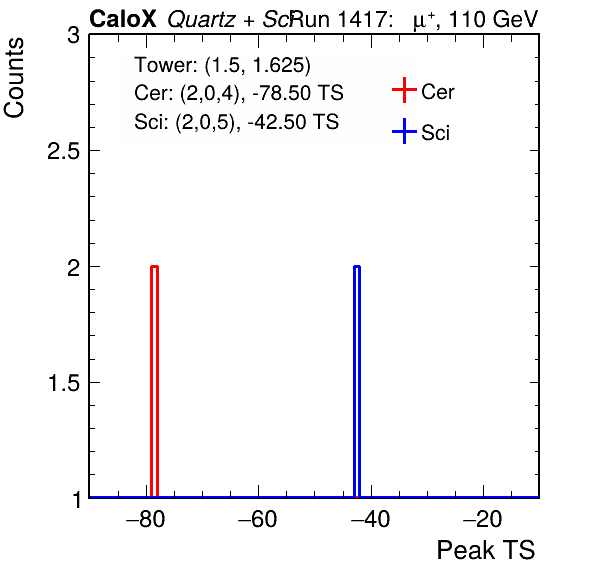 CaloX Quartz + Sci Run 1417: μ⁺, 110 GeV
Counts
Tower: (1.5, 1.625)
Cer: (2,0,4), -78.50 TS
Sci: (2,0,5), -42.50 TS
Cer
Sci
3
2.5
2
1.5
1
−80 −60 −40 −20
Peak TS